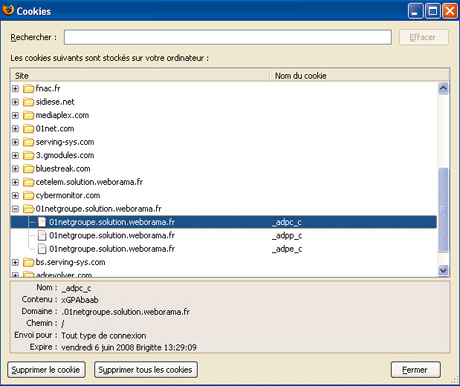 Cookies
Rechercher : Effacer
Les cookies suivants sont stockés sur votre ordinateur :
Site Nom du cookie
fnac.fr
sidiese.net
mediaplex.com
01net.com
serving-sys.com
3.gmodules.com
bluestreak.com
cetelem.solution.weborama.fr
cybermonitor.com
01netgroupe.solution.weborama.fr
01netgroupe.solution.weborama.fr _adpc_c
01netgroupe.solution.weborama.fr _adpp_c
01netgroupe.solution.weborama.fr _adpe_c
bs.serving-sys.com
adrevolver.com
Nom : _adpc_c
Contenu : xGPAbaab
Domaine : .01netgroupe.solution.weborama.fr
Chemin : /
Envoi pour : Tout type de connexion
Expire : vendredi 6 juin 2008 Brigitte 13:29:09
Supprimer le cookie Supprimer tous les cookies Fermer